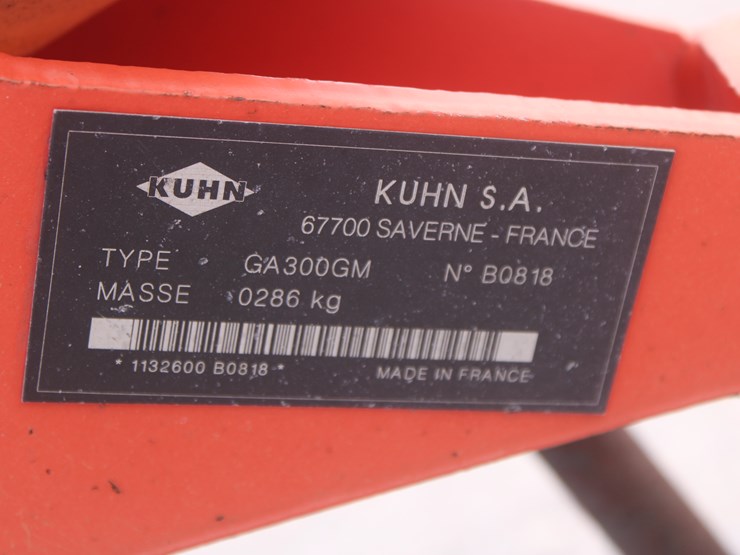 KUHN
KUHN S.A.
67700 SAVERNE - FRANCE
TYPE GA300GM N° B0818
MASSE 0286 kg
* 1132600 B0818 *
MADE IN FRANCE